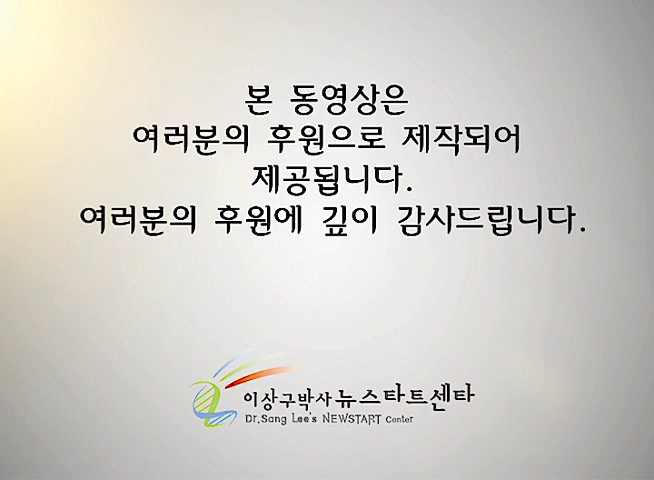 본 동영상은
여러분의 후원으로 제작되어
제공됩니다.
여러분의 후원에 깊이 감사드립니다.
이상구박사 뉴스타트센타
Dr.Sang Lee's NEWSTART Center